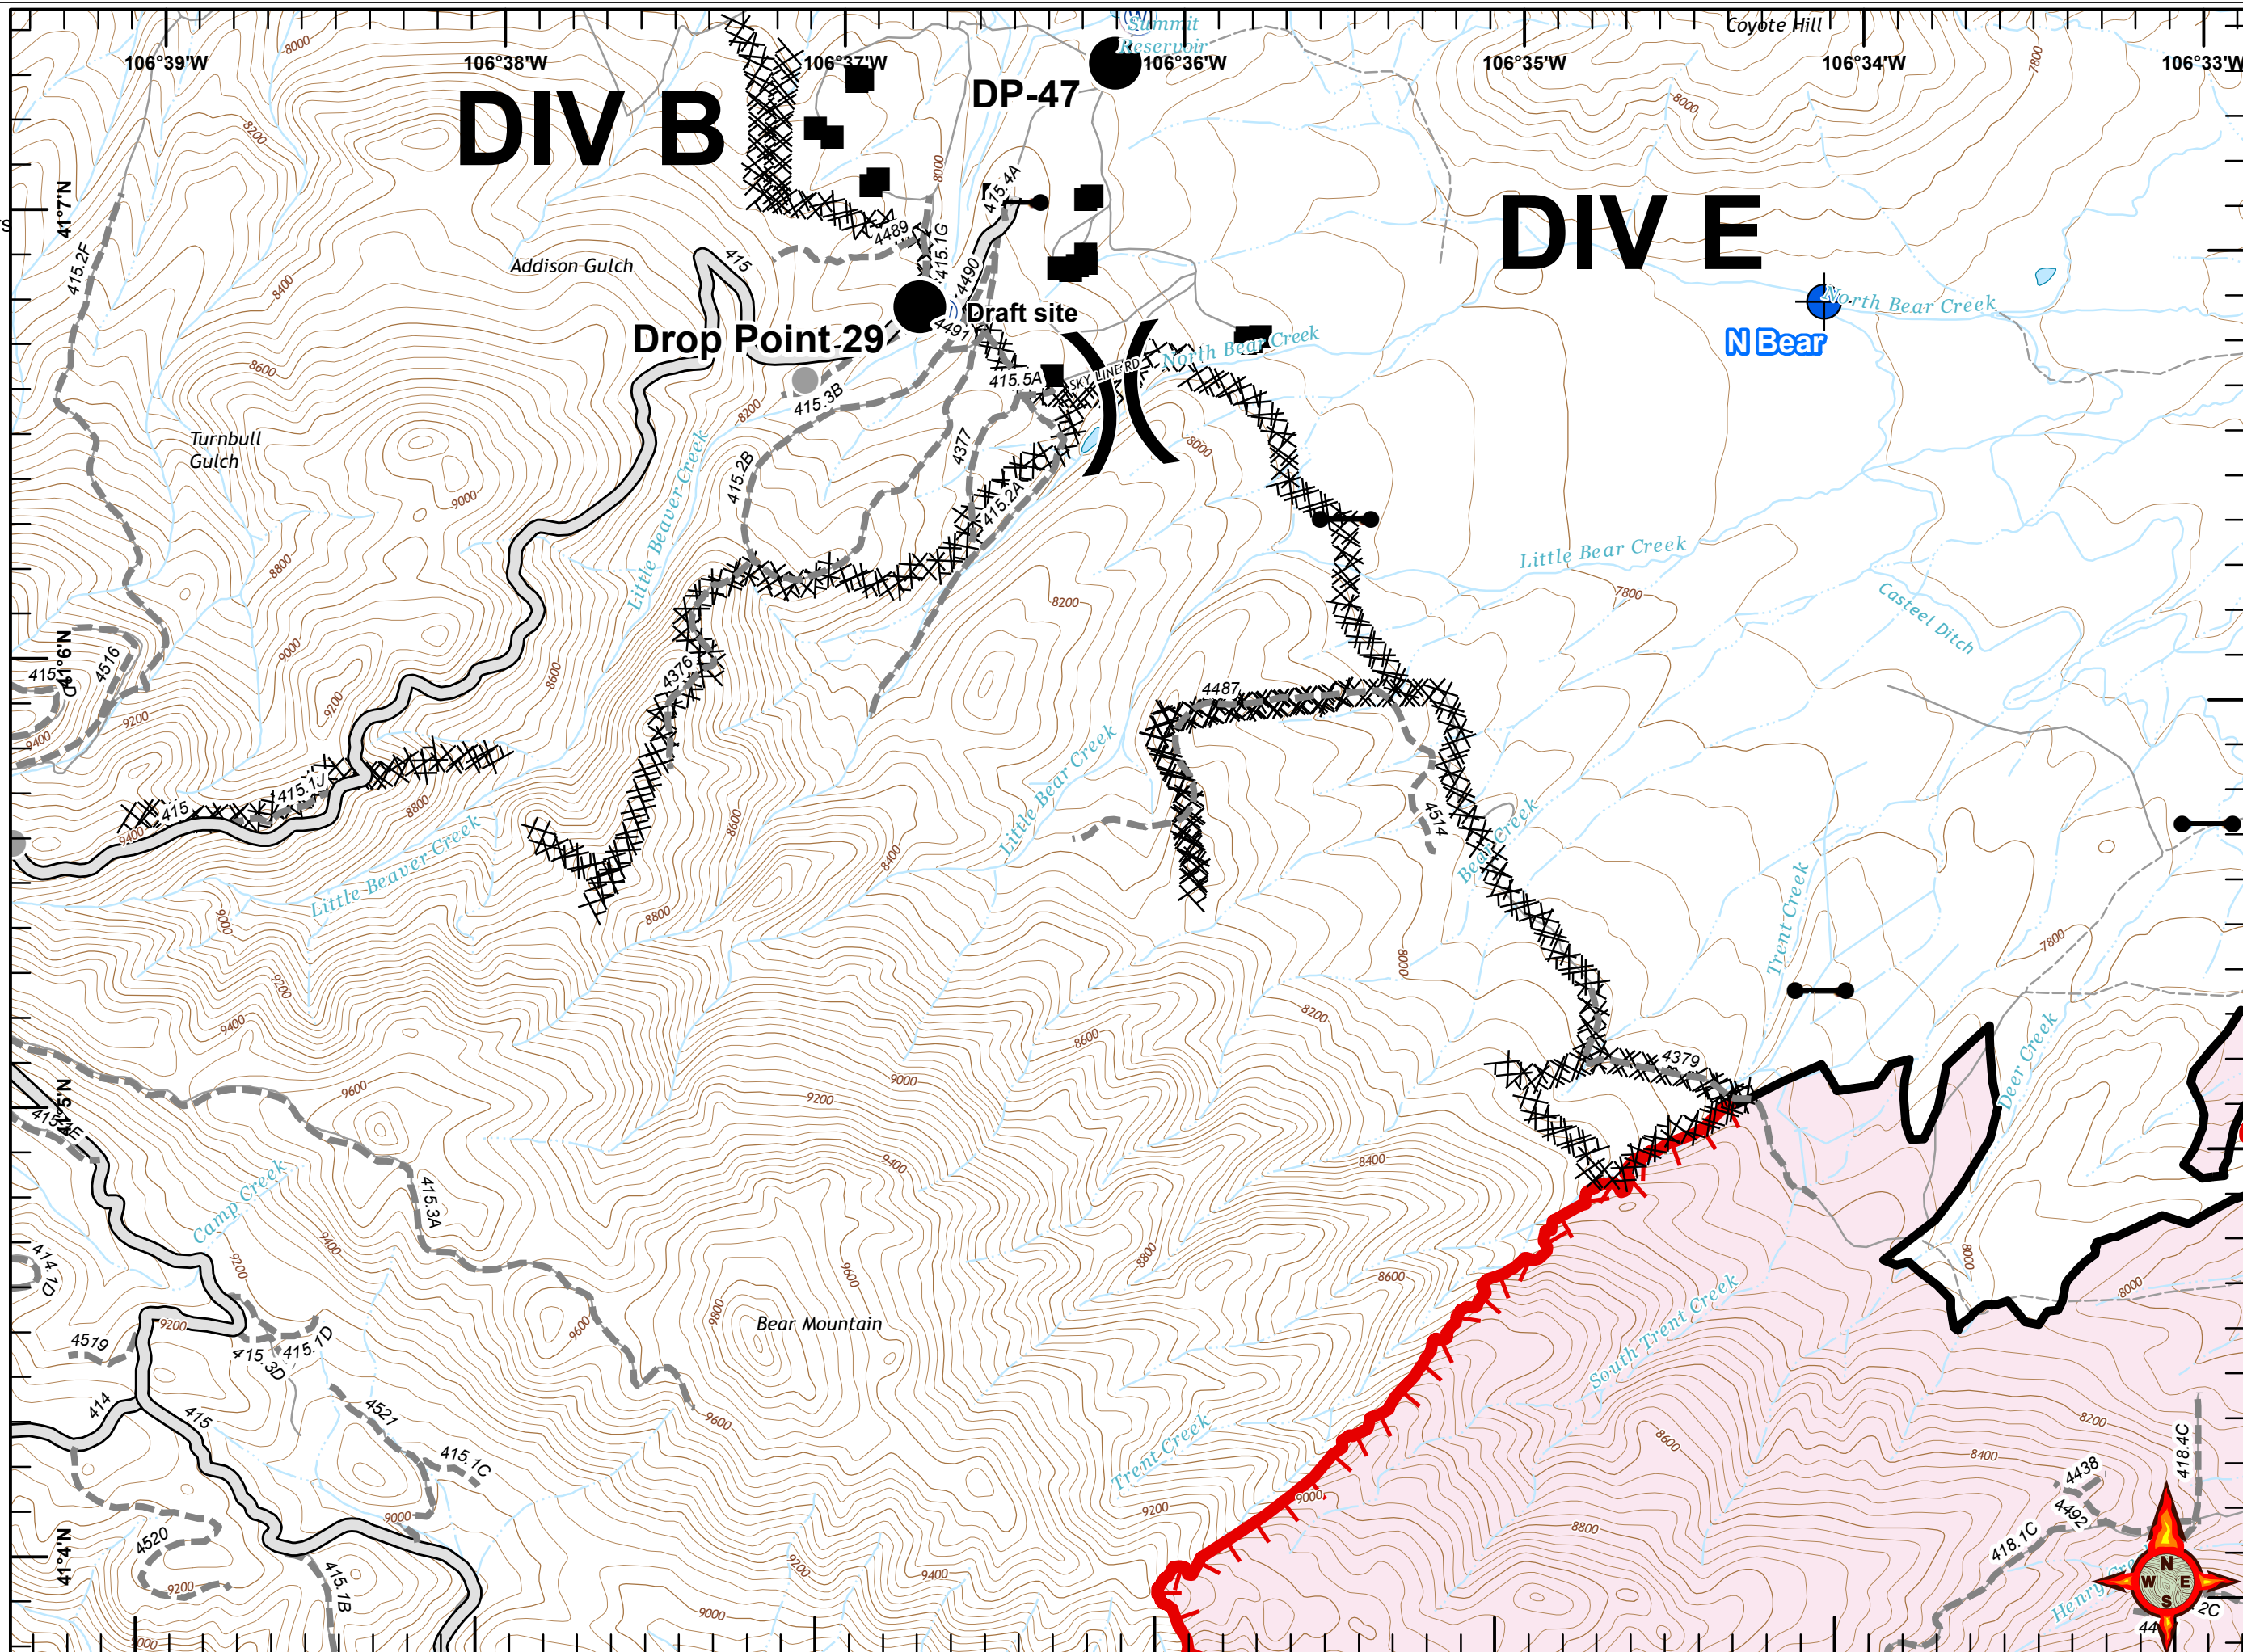 Summit
Reservoir
Coyote Hill
106°39'W
106°38'W
106°37'W
106°36'W
105°35'W
106°34'W
106°33'W
8000
7800
DP-47
DIV B
8200
8000
8000
41°7'N
415.4A
DIV E
415.2F
4489
415.1G
415
Addison Gulch
8400
4490
North Bear Creek
Draft site
4491
Drop Point 29
N Bear
North Bear Creek
8600
SKY LINE RD
415.5A
415.3B
8200
Turnbull
Gulch
8000
4377
415.2B
9000
415.2A
Little Beaver Creek
Little Bear Creek
8800
7800
8200
Casteel Ditch
9000
41°6'N
4516
415
D
8600
4376
4487
9200
9200
9400
Little Bear Creek
415.1J
415
8800
9400
8600
4514
Bear Creek
Little Beaver Creek
8400
9000
8800
Trent Creek
7800
8000
9200
9400
8200
8600
Deer Creek
4379
9600
9000
9200
41°5'N
8400
9400
Camp Creek
415.3A
8800
8000
9400
9200
414.1D
9600
8600
8000
9800
South Trent Creek
Bear Mountain
9200
9600
4519
415.1D
415.3D
414
415
4521
9600
8200
Trent Creek
8600
415.1C
8400
418.4C
4438
9000
9200
4492
9000
8800
4520
418.1C
41°4'N
9200
9400
N
W
E
S
9200
415.1B
9000
2C
44
9000